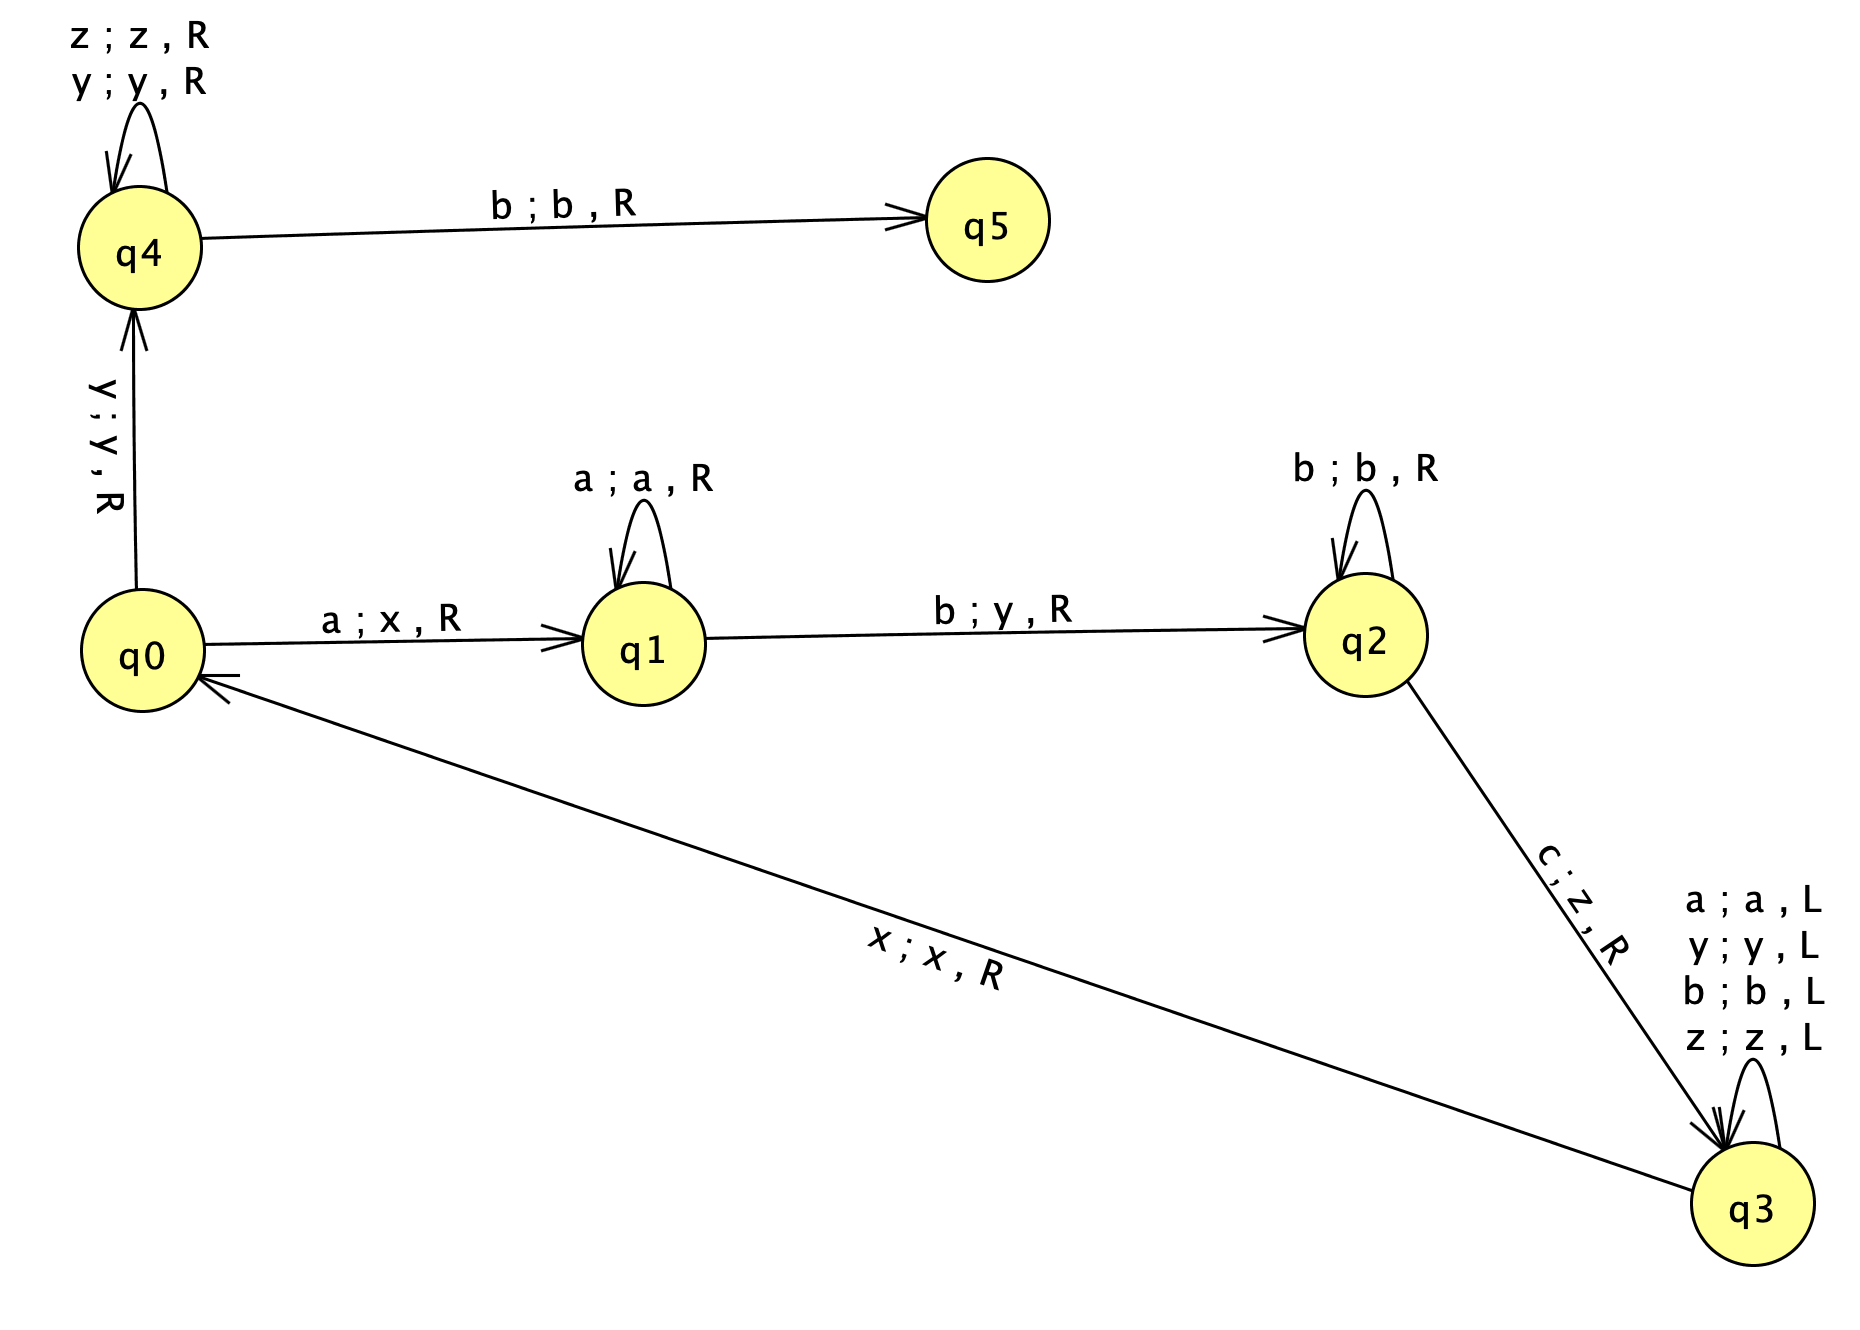 z ; z , R
y ; y , R
b ; b , R
q4
q5
y ; y , R
a ; a , R
b ; b , R
a ; x , R
b ; y , R
q0
q1
q2
c ; z , R
x ; x , R
a ; a , L
y ; y , L
b ; b , L
z ; z , L
q3